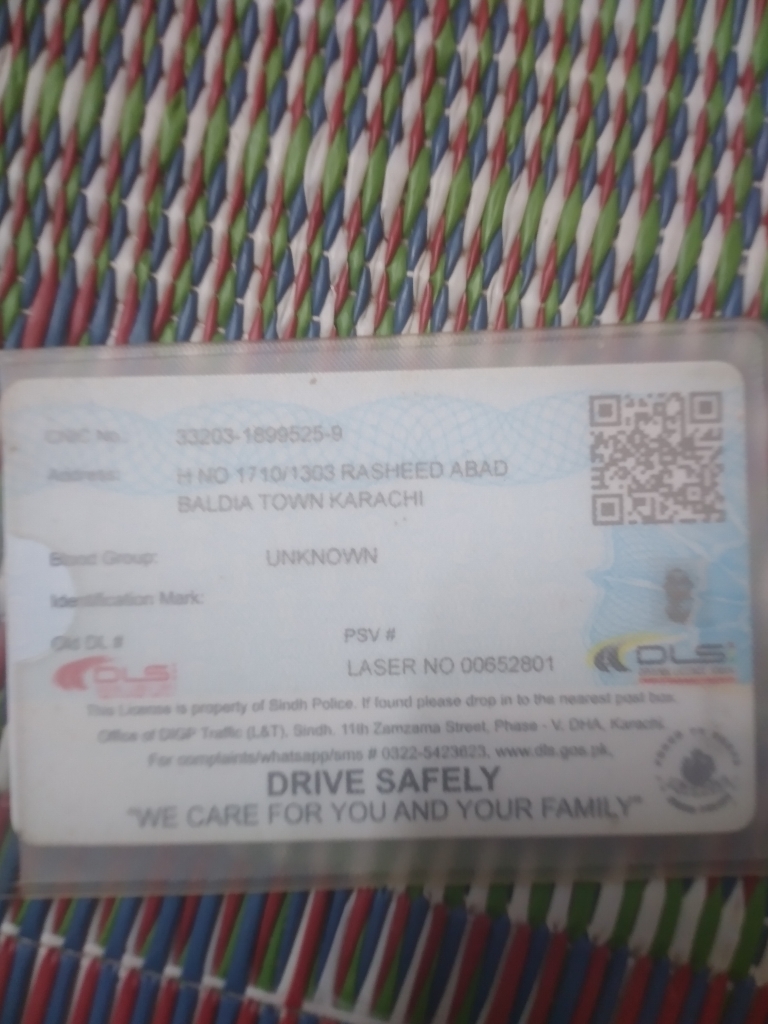 CNIC No. 33203-1899525-9
Address: H NO 1710/1303 RASHEED ABAD
BALDIA TOWN KARACHI
Blood Group: UNKNOWN
Identification Mark:
Old DL # PSV #
LASER NO 00652801
DLS
DLS
This License is property of Sindh Police. If found please drop in to the nearest post box.
Office of DIGP Traffic (L&T), Sindh. 11th Zamzama Street, Phase - V. DHA, Karachi.
For complaints/whatsapp/sms # 0322-5423623, www.dls.gos.pk,
DRIVE SAFELY
"WE CARE FOR YOU AND YOUR FAMILY"